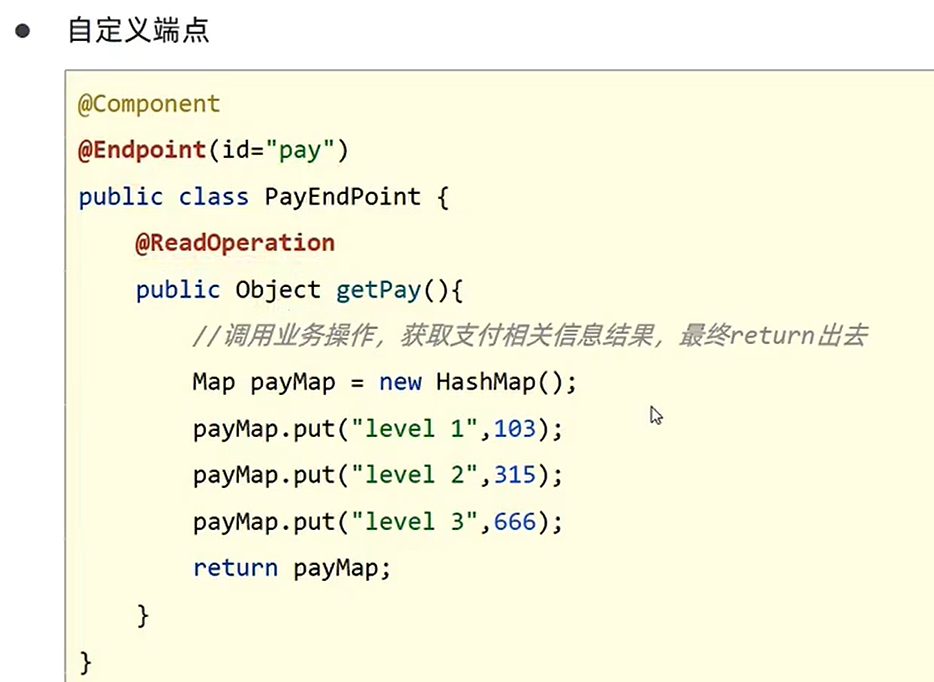 自定义端点
@Component
@Endpoint(id="pay")
public class PayEndPoint {
    @ReadOperation
    public Object getPay(){
        //调用业务操作，获取支付相关信息结果，最终return出去
        Map payMap = new HashMap();
        payMap.put("level 1",103);
        payMap.put("level 2",315);
        payMap.put("level 3",666);
        return payMap;
    }
}